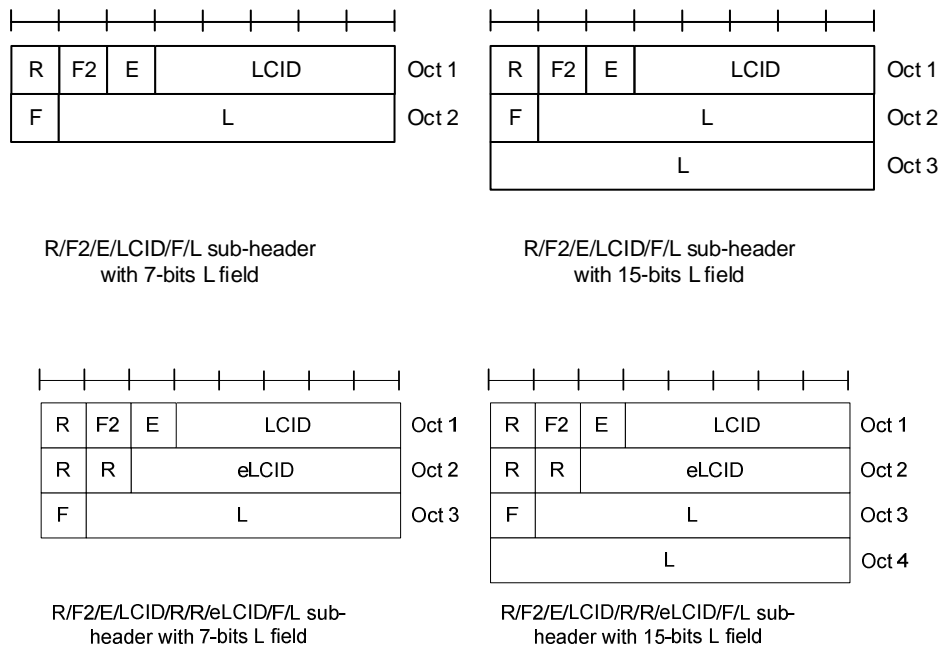 R F2 E LCID Oct 1
F L Oct 2
R/F2/E/LCID/F/L sub-header
with 7-bits L field
R F2 E LCID Oct 1
F L Oct 2
L Oct 3
R/F2/E/LCID/F/L sub-header
with 15-bits L field
R F2 E LCID Oct 1
R R eLCID Oct 2
F L Oct 3
R/F2/E/LCID/R/R/eLCID/F/L sub-
header with 7-bits L field
R F2 E LCID Oct 1
R R eLCID Oct 2
F L Oct 3
L Oct 4
R/F2/E/LCID/R/R/eLCID/F/L sub-
header with 15-bits L field